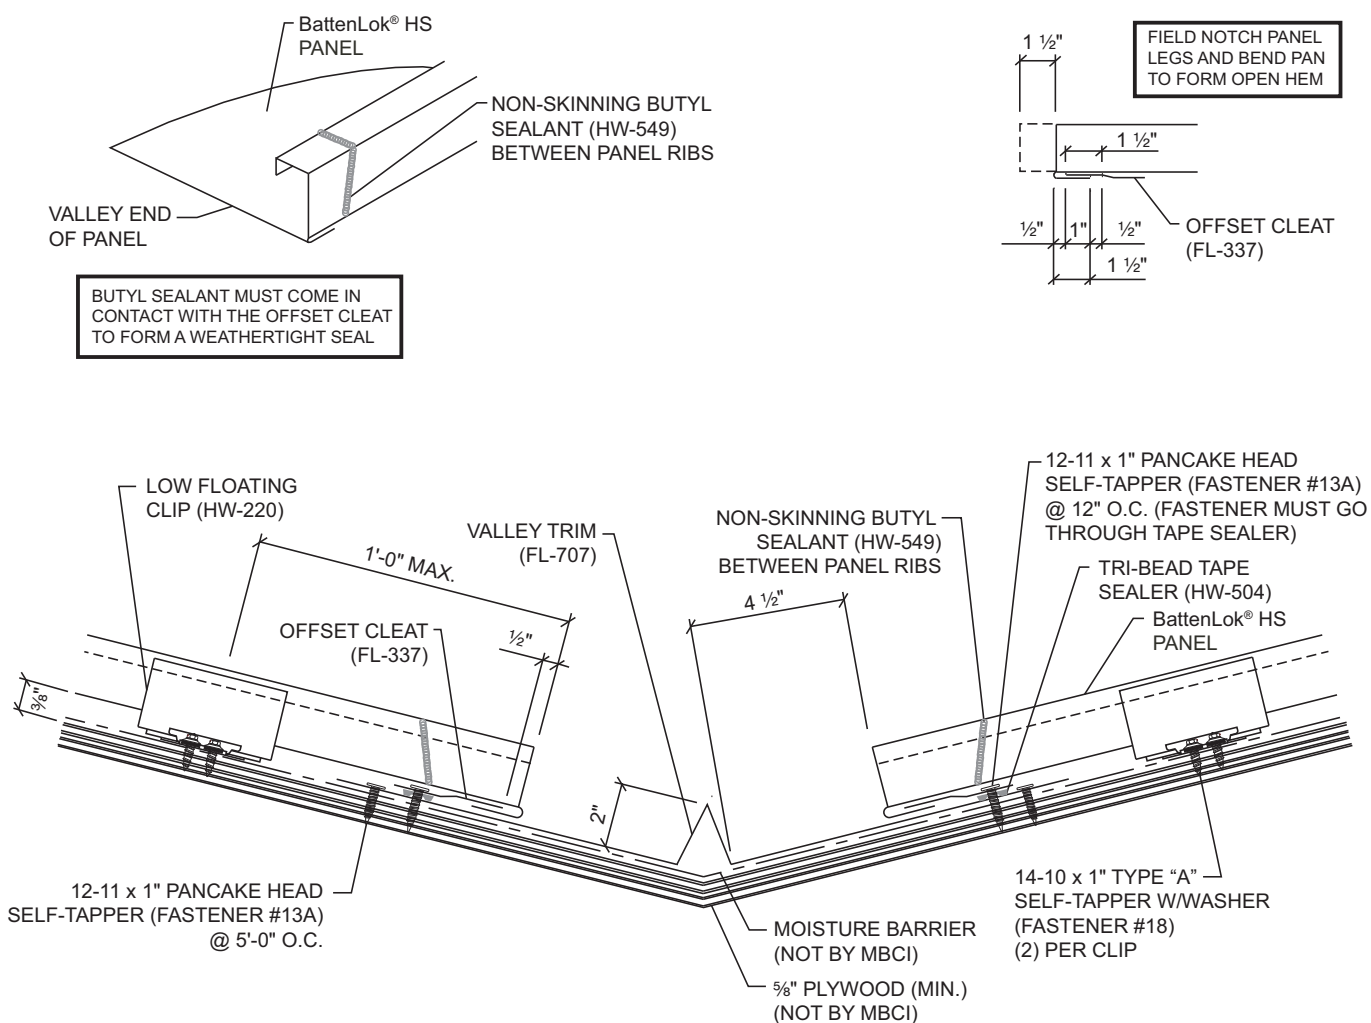 BattenLok® HS
PANEL
NON-SKINNING BUTYL
SEALANT (HW-549)
BETWEEN PANEL RIBS
VALLEY END
OF PANEL
BUTYL SEALANT MUST COME IN
CONTACT WITH THE OFFSET CLEAT
TO FORM A WEATHERTIGHT SEAL
1 ½"
FIELD NOTCH PANEL
LEGS AND BEND PAN
TO FORM OPEN HEM
1 ½"
½" 1" ½"
1 ½"
OFFSET CLEAT
(FL-337)
LOW FLOATING
CLIP (HW-220)
1'-0" MAX.
OFFSET CLEAT
(FL-337)
½"
⅜"
VALLEY TRIM
(FL-707)
2"
NON-SKINNING BUTYL
SEALANT (HW-549)
BETWEEN PANEL RIBS
4 ½"
12-11 x 1" PANCAKE HEAD
SELF-TAPPER (FASTENER #13A)
@ 12" O.C. (FASTENER MUST GO
THROUGH TAPE SEALER)
TRI-BEAD TAPE
SEALER (HW-504)
BattenLok® HS
PANEL
12-11 x 1" PANCAKE HEAD
SELF-TAPPER (FASTENER #13A)
@ 5'-0" O.C.
MOISTURE BARRIER
(NOT BY MBCI)
⅝" PLYWOOD (MIN.)
(NOT BY MBCI)
14-10 x 1" TYPE “A”
SELF-TAPPER W/WASHER
(FASTENER #18)
(2) PER CLIP